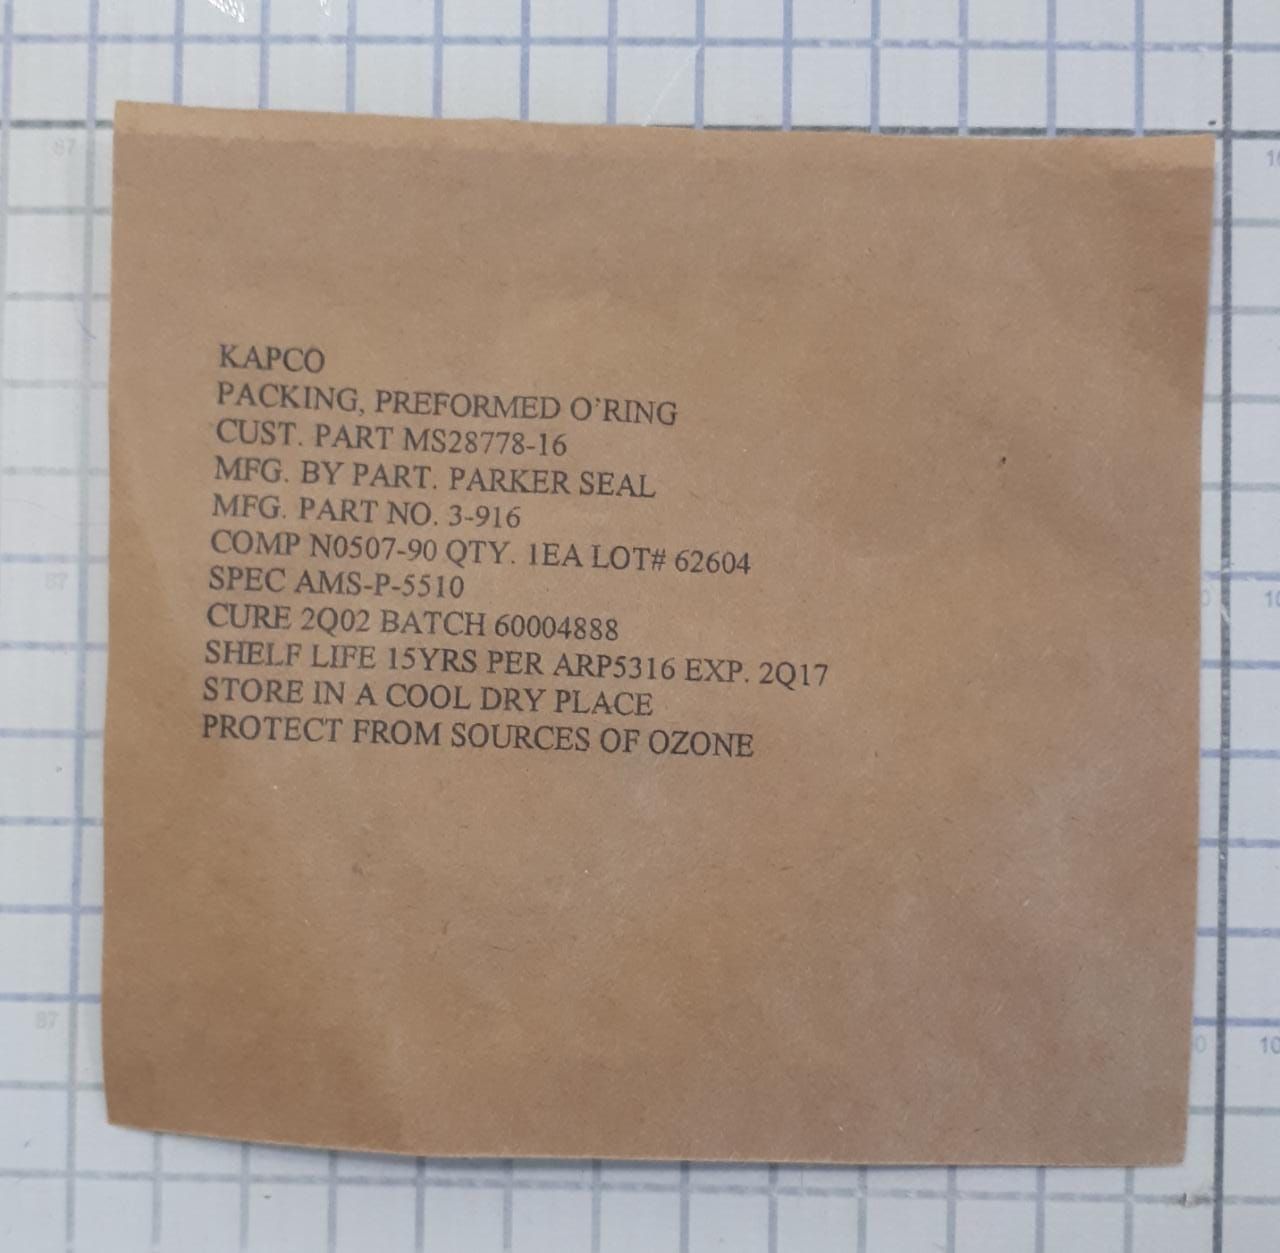 KAPCO
PACKING, PREFORMED O'RING
CUST. PART MS28778-16
MFG. BY PART. PARKER SEAL
MFG. PART NO. 3-916
COMP N0507-90 QTY. 1EA LOT# 62604
SPEC AMS-P-5510
CURE 2Q02 BATCH 60004888
SHELF LIFE 15YRS PER ARP5316 EXP. 2Q17
STORE IN A COOL DRY PLACE
PROTECT FROM SOURCES OF OZONE